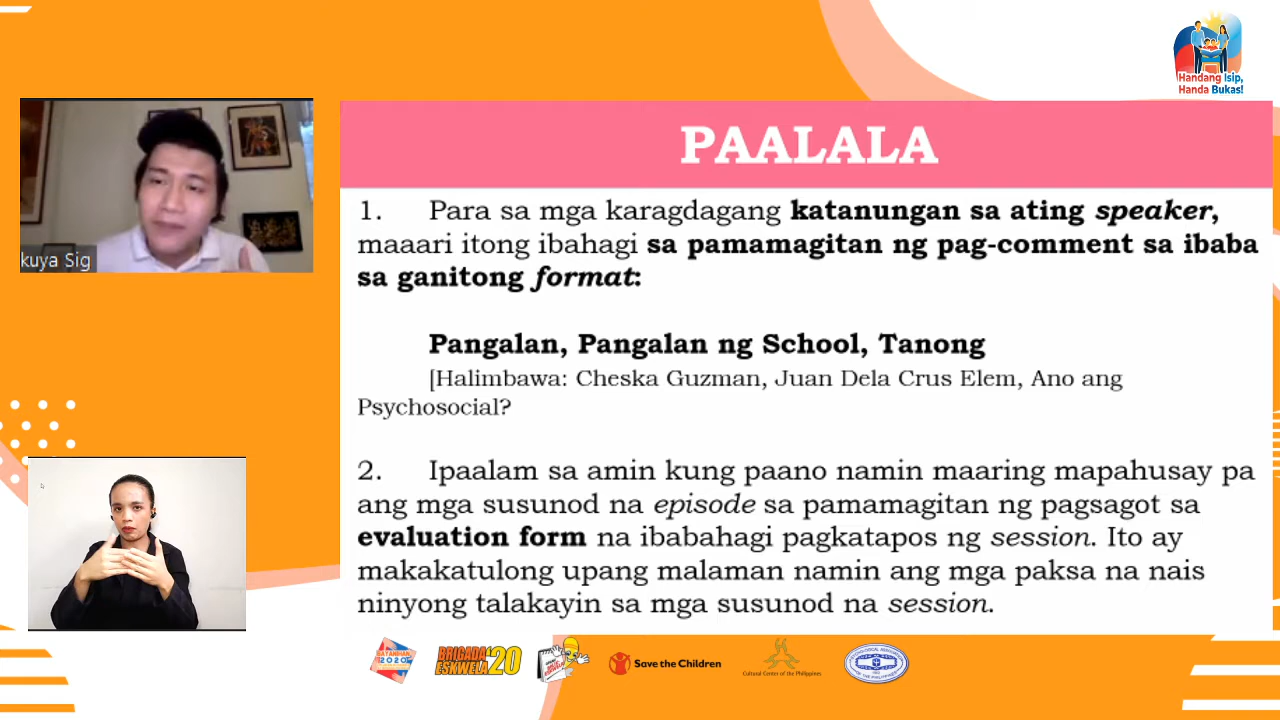 Handang Isip,
Handa Bukas!
kuya Sig
PAALALA
1. Para sa mga karagdagang katanungan sa ating speaker,
maaari itong ibahagi sa pamamagitan ng pag-comment sa ibaba
sa ganitong format:
Pangalan, Pangalan ng School, Tanong
[Halimbawa: Cheska Guzman, Juan Dela Crus Elem, Ano ang
Psychosocial?
2. Ipaalam sa amin kung paano namin maaring mapahusay pa
ang mga susunod na episode sa pamamagitan ng pagsagot sa
evaluation form na ibabahagi pagkatapos ng session. Ito ay
makakatulong upang malaman namin ang mga paksa na nais
ninyong talakayin sa mga susunod na session.
BAYANIHAN
2020
BRIGADA '20
ESKWELA
Save the Children
Cultural Center of the Philippines